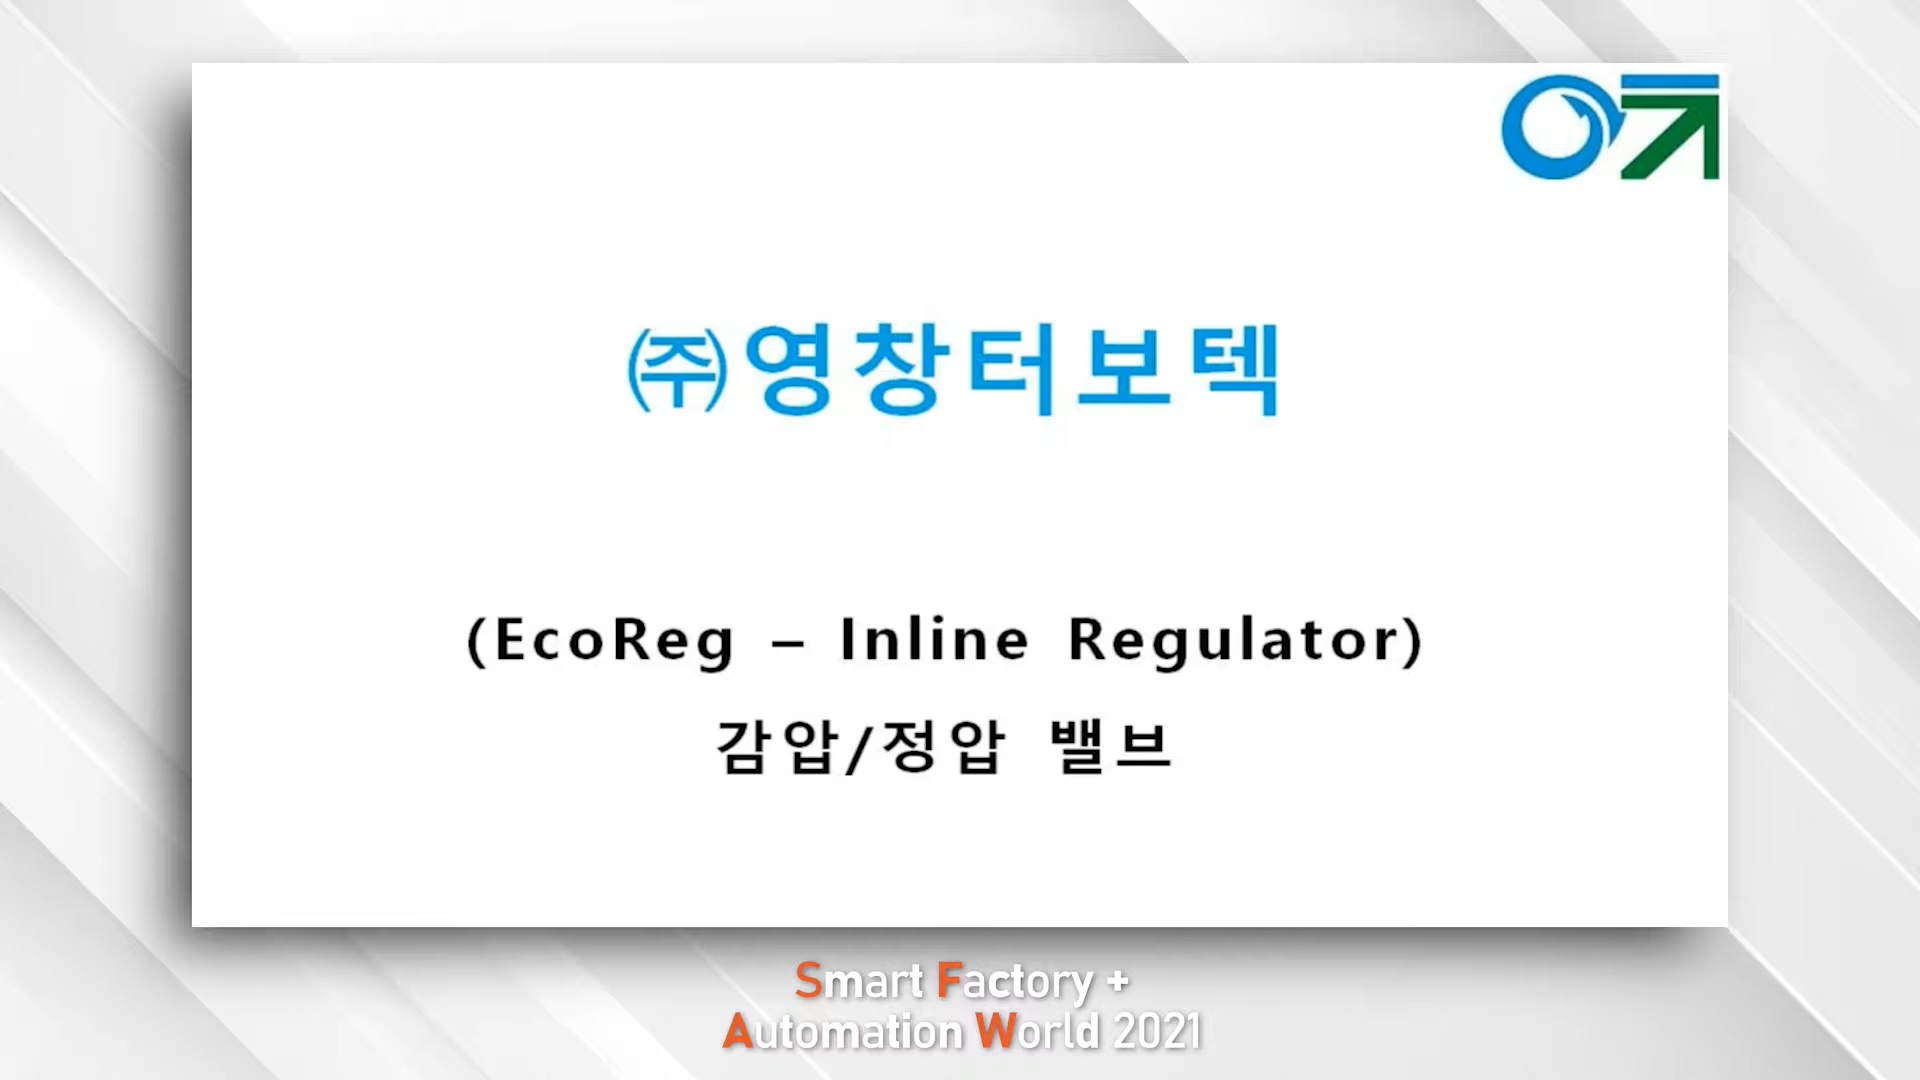 ㈜영창터보텍
(EcoReg – Inline Regulator)
감압/정압 밸브
Smart Factory +
Automation World 2021